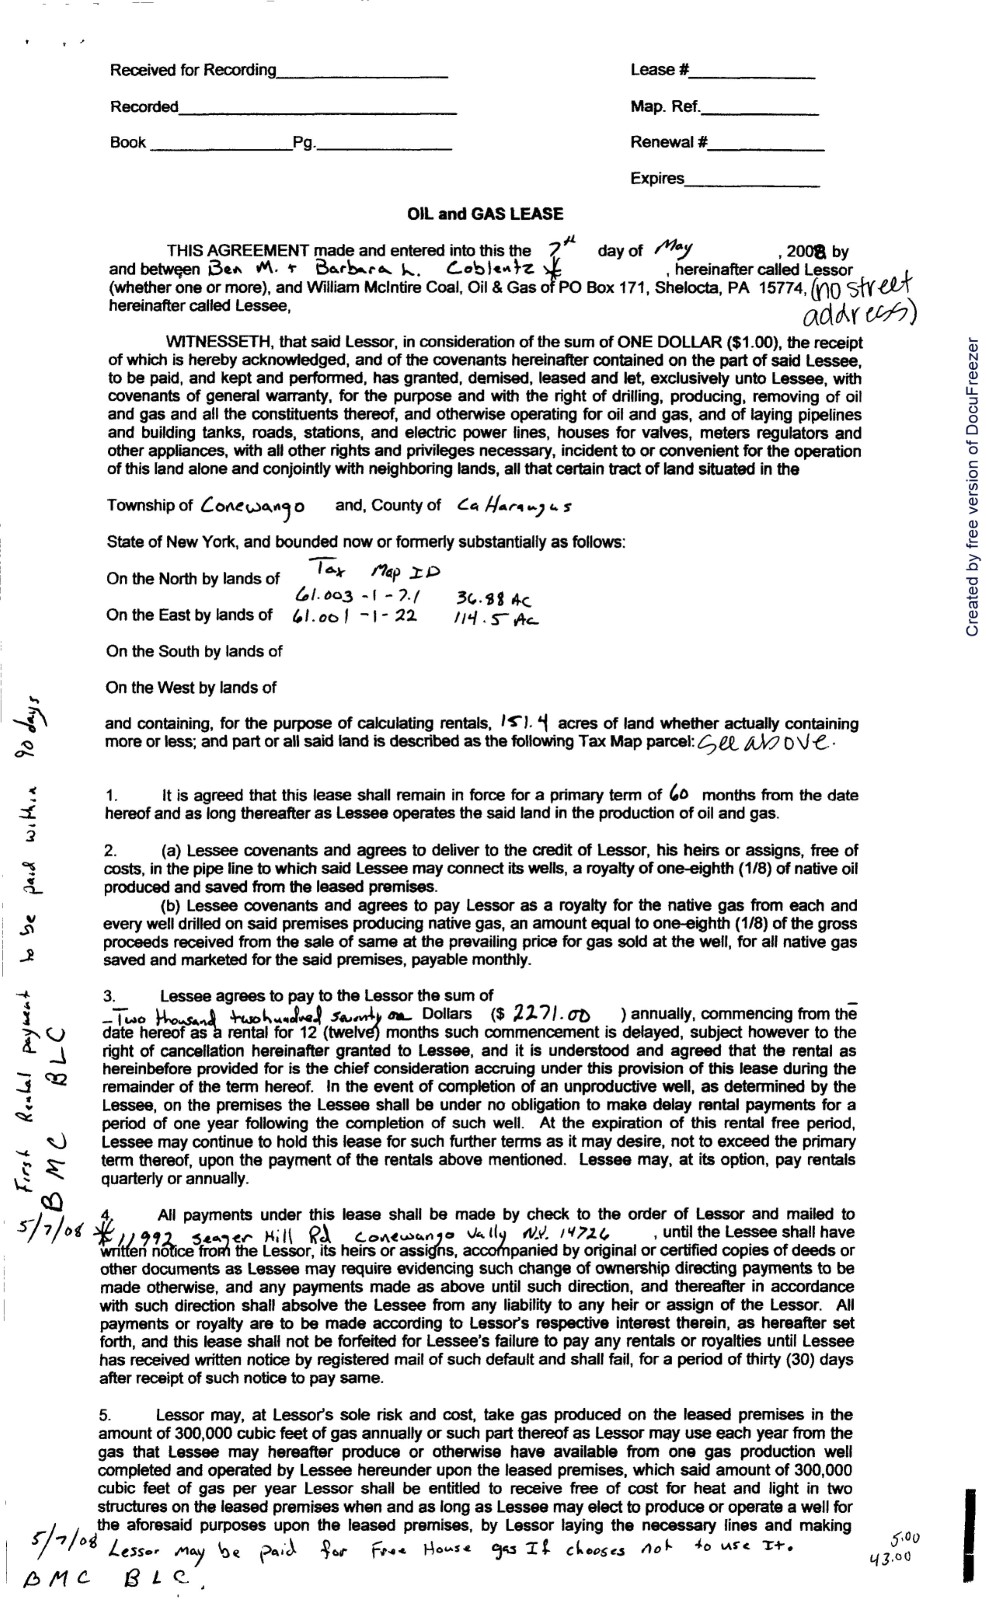 Received for Recording____ Lease #____
Recorded____ Map. Ref.____
Book ____Pg.____ Renewal #____
Expires____
OIL and GAS LEASE
THIS AGREEMENT made and entered into this the 7th day of May , 2008 by
and between Ben M. + Barbara L. Coblentz * , hereinafter called Lessor
(whether one or more), and William McIntire Coal, Oil & Gas of PO Box 171, Shelocta, PA 15774, (no street
hereinafter called Lessee, address)
WITNESSETH, that said Lessor, in consideration of the sum of ONE DOLLAR ($1.00), the receipt
of which is hereby acknowledged, and of the covenants hereinafter contained on the part of said Lessee,
to be paid, and kept and performed, has granted, demised, leased and let, exclusively unto Lessee, with
covenants of general warranty, for the purpose and with the right of drilling, producing, removing of oil
and gas and all the constituents thereof, and otherwise operating for oil and gas, and of laying pipelines
and building tanks, roads, stations, and electric power lines, houses for valves, meters regulators and
other appliances, with all other rights and privileges necessary, incident to or convenient for the operation
of this land alone and conjointly with neighboring lands, all that certain tract of land situated in the
Township of Conewango and, County of Cattaraugus
State of New York, and bounded now or formerly substantially as follows:
Tax Map ID
On the North by lands of
61.003-1-7.1 36.88 AC
On the East by lands of 61.001-1-22 114.5 AC
On the South by lands of
On the West by lands of
and containing, for the purpose of calculating rentals, 151.4 acres of land whether actually containing
more or less; and part or all said land is described as the following Tax Map parcel: See above.
1. It is agreed that this lease shall remain in force for a primary term of 60 months from the date
hereof and as long thereafter as Lessee operates the said land in the production of oil and gas.
2. (a) Lessee covenants and agrees to deliver to the credit of Lessor, his heirs or assigns, free of
costs, in the pipe line to which said Lessee may connect its wells, a royalty of one-eighth (1/8) of native oil
produced and saved from the leased premises.
(b) Lessee covenants and agrees to pay Lessor as a royalty for the native gas from each and
every well drilled on said premises producing native gas, an amount equal to one-eighth (1/8) of the gross
proceeds received from the sale of same at the prevailing price for gas sold at the well, for all native gas
saved and marketed for the said premises, payable monthly.
3. Lessee agrees to pay to the Lessor the sum of
Two thousand two hundred seventy one Dollars ($ 2271.00 ) annually, commencing from the
date hereof as a rental for 12 (twelve) months such commencement is delayed, subject however to the
right of cancellation hereinafter granted to Lessee, and it is understood and agreed that the rental as
hereinbefore provided for is the chief consideration accruing under this provision of this lease during the
remainder of the term hereof. In the event of completion of an unproductive well, as determined by the
Lessee, on the premises the Lessee shall be under no obligation to make delay rental payments for a
period of one year following the completion of such well. At the expiration of this rental free period,
Lessee may continue to hold this lease for such further terms as it may desire, not to exceed the primary
term thereof, upon the payment of the rentals above mentioned. Lessee may, at its option, pay rentals
quarterly or annually.
First Rental payment to be paid within 90 days
BMC BLC
5/7/08
4. All payments under this lease shall be made by check to the order of Lessor and mailed to
* 11992 Seager Hill Rd Conewango Vally N.Y. 14726 , until the Lessee shall have
written notice from the Lessor, its heirs or assigns, accompanied by original or certified copies of deeds or
other documents as Lessee may require evidencing such change of ownership directing payments to be
made otherwise, and any payments made as above until such direction, and thereafter in accordance
with such direction shall absolve the Lessee from any liability to any heir or assign of the Lessor. All
payments or royalty are to be made according to Lessor's respective interest therein, as hereafter set
forth, and this lease shall not be forfeited for Lessee's failure to pay any rentals or royalties until Lessee
has received written notice by registered mail of such default and shall fail, for a period of thirty (30) days
after receipt of such notice to pay same.
5. Lessor may, at Lessor's sole risk and cost, take gas produced on the leased premises in the
amount of 300,000 cubic feet of gas annually or such part thereof as Lessor may use each year from the
gas that Lessee may hereafter produce or otherwise have available from one gas production well
completed and operated by Lessee hereunder upon the leased premises, which said amount of 300,000
cubic feet of gas per year Lessor shall be entitled to receive free of cost for heat and light in two
structures on the leased premises when and as long as Lessee may elect to produce or operate a well for
the aforesaid purposes upon the leased premises, by Lessor laying the necessary lines and making
5/7/08 Lessor may be paid for Free House gas If chooses not to use It.
BMC BLC.
5.00
43.00
Created by free version of DocuFreezer